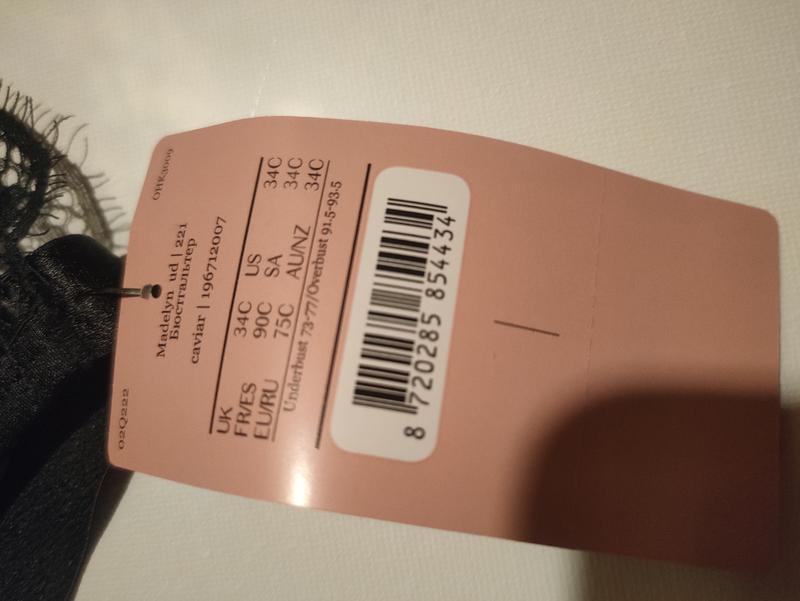 02Q222 OHK3009
Madelyn ud | 221
Бюстгальтер
caviar | 196712007
UK 34C US 34C
FR/ES 90C SA 34C
EU/RU 75C AU/NZ 34C
Underbust 73-77/Overbust 91.5-93.5
8 720285 854434